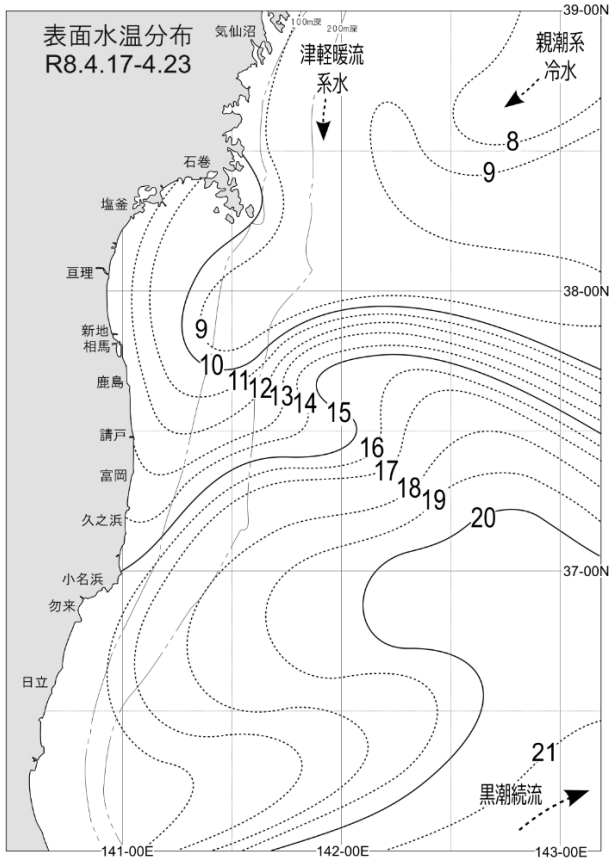 表面水温分布
R8.4.17-4.23
気仙沼
100m深
200m深
39-00N
津軽暖流
系水
親潮系
冷水
8
9
石巻
塩釜
亘理
38-00N
新地
相馬
鹿島
請戸
富岡
久之浜
小名浜
勿来
日立
9
10
11
12
13
14
15
16
17
18
19
20
37-00N
21
黒潮続流
141-00E
142-00E
143-00E